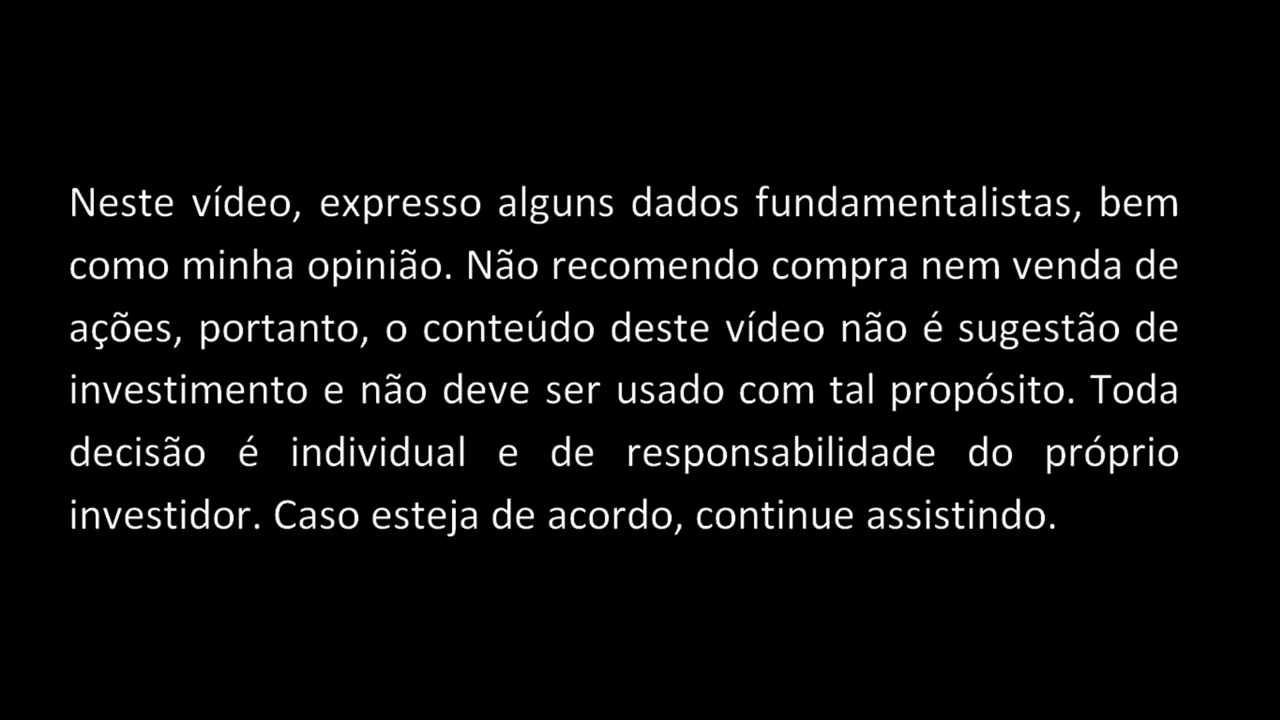 Neste vídeo, expresso alguns dados fundamentalistas, bem
como minha opinião. Não recomendo compra nem venda de
ações, portanto, o conteúdo deste vídeo não é sugestão de
investimento e não deve ser usado com tal propósito. Toda
decisão é individual e de responsabilidade do próprio
investidor. Caso esteja de acordo, continue assistindo.